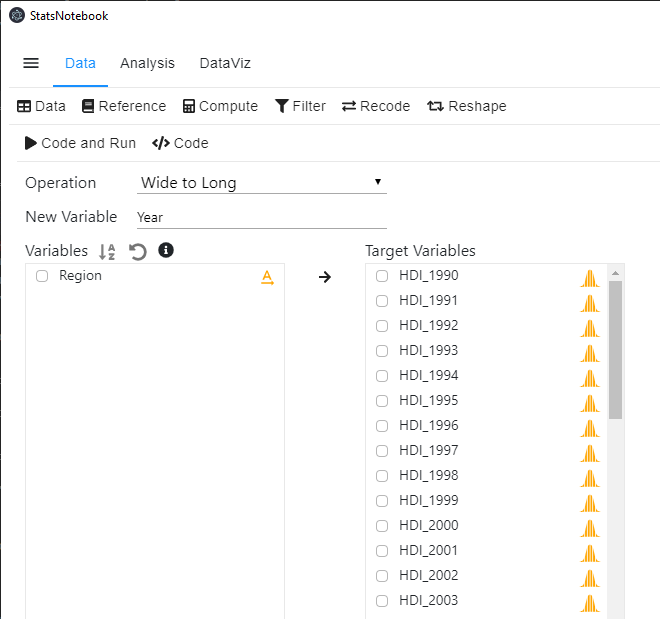 StatsNotebook
Data Analysis DataViz
Data Reference Compute Filter Recode Reshape
Code and Run Code
Operation Wide to Long
New Variable Year
Variables Target Variables
Region HDI_1990
HDI_1991
HDI_1992
HDI_1993
HDI_1994
HDI_1995
HDI_1996
HDI_1997
HDI_1998
HDI_1999
HDI_2000
HDI_2001
HDI_2002
HDI_2003